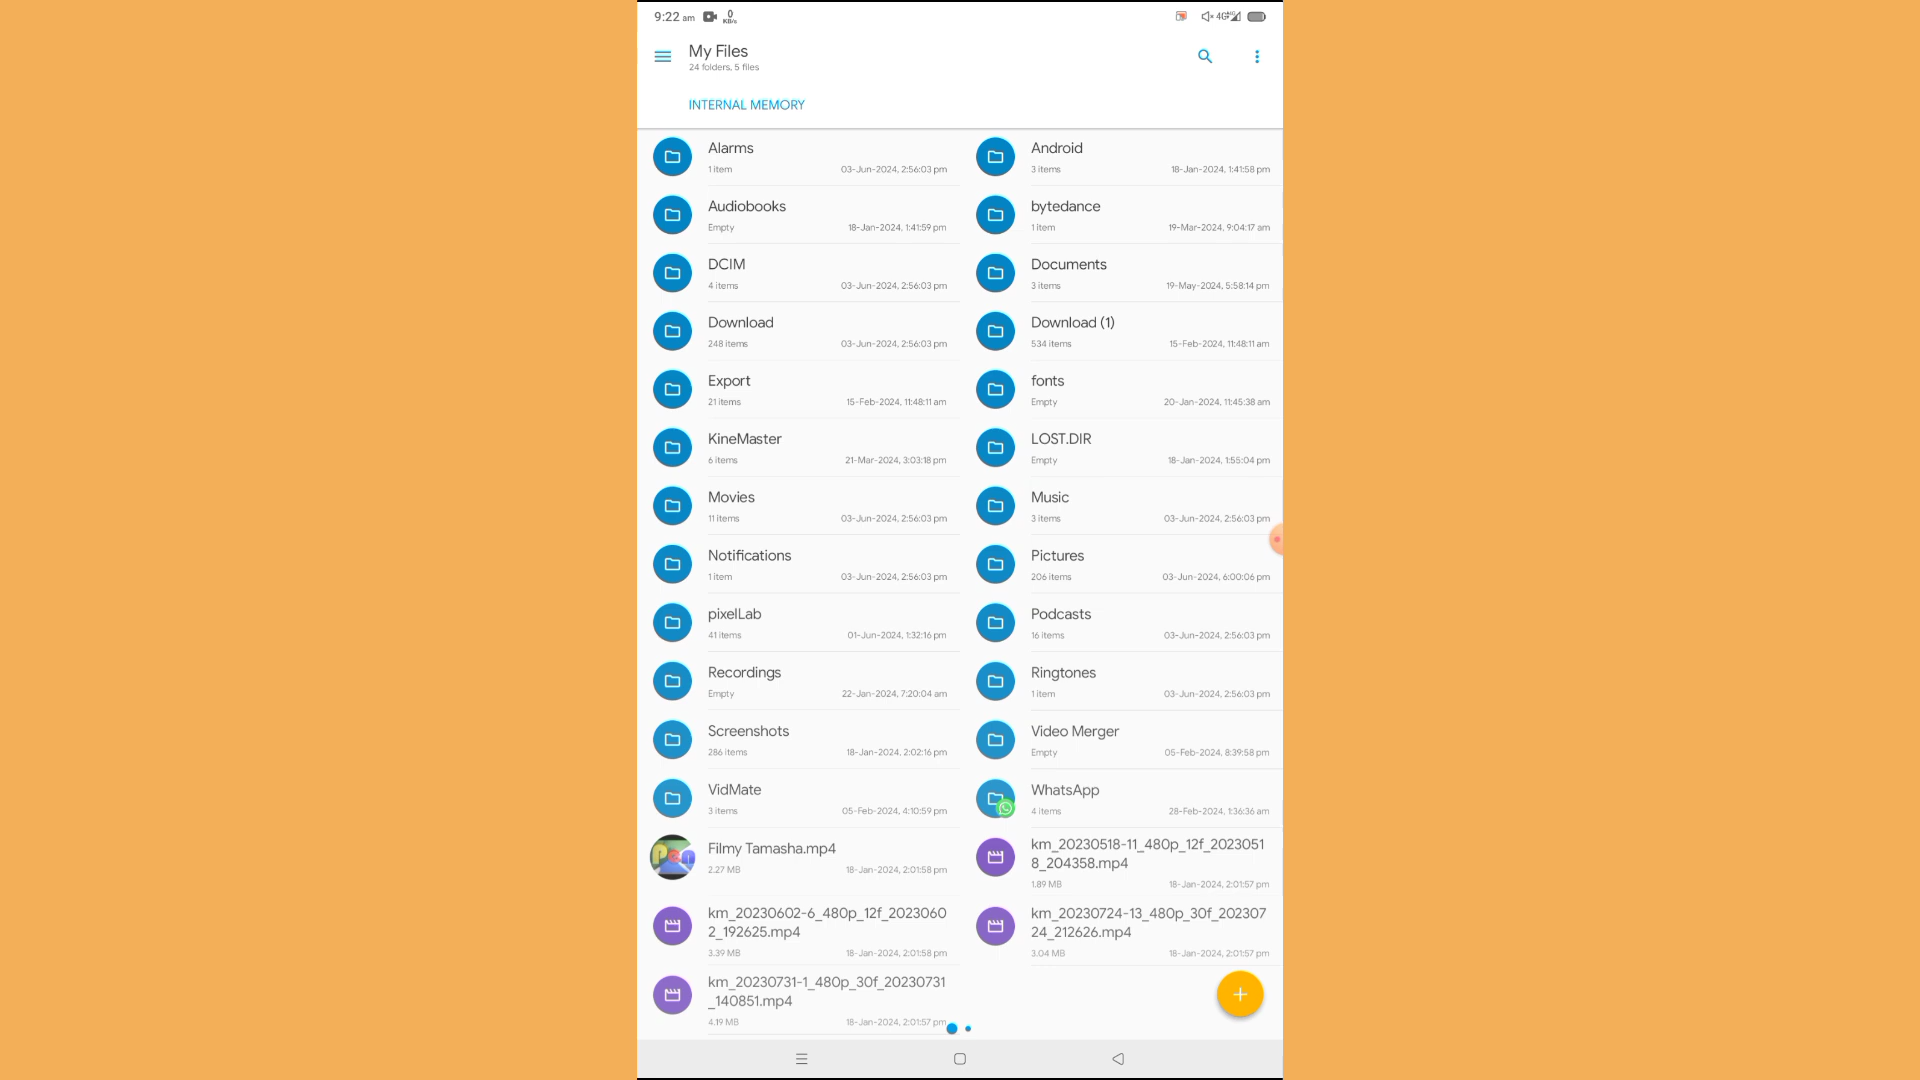 9:22 am 0 KB/s 4G
My Files
24 folders, 5 files
INTERNAL MEMORY
Alarms
1 item 03-Jun-2024, 2:56:03 pm
Android
3 items 18-Jan-2024, 1:41:58 pm
Audiobooks
Empty 18-Jan-2024, 1:41:59 pm
bytedance
1 item 19-Mar-2024, 9:04:17 am
DCIM
4 items 03-Jun-2024, 2:56:03 pm
Documents
3 items 19-May-2024, 5:58:14 pm
Download
248 items 03-Jun-2024, 2:56:03 pm
Download (1)
534 items 15-Feb-2024, 11:48:11 am
Export
21 items 15-Feb-2024, 11:48:11 am
fonts
Empty 20-Jan-2024, 11:45:38 am
KineMaster
6 items 21-Mar-2024, 3:03:18 pm
LOST.DIR
Empty 18-Jan-2024, 1:55:04 pm
Movies
11 items 03-Jun-2024, 2:56:03 pm
Music
3 items 03-Jun-2024, 2:56:03 pm
Notifications
1 item 03-Jun-2024, 2:56:03 pm
Pictures
206 items 03-Jun-2024, 6:00:06 pm
pixelLab
41 items 01-Jun-2024, 1:32:16 pm
Podcasts
16 items 03-Jun-2024, 2:56:03 pm
Recordings
Empty 22-Jan-2024, 7:20:04 am
Ringtones
1 item 03-Jun-2024, 2:56:03 pm
Screenshots
286 items 18-Jan-2024, 2:02:16 pm
Video Merger
Empty 05-Feb-2024, 8:39:58 pm
VidMate
3 items 05-Feb-2024, 4:10:59 pm
WhatsApp
4 items 28-Feb-2024, 1:36:36 am
Filmy Tamasha.mp4
2.27 MB 18-Jan-2024, 2:01:58 pm
km_20230518-11_480p_12f_2023051
8_204358.mp4
1.89 MB 18-Jan-2024, 2:01:57 pm
km_20230602-6_480p_12f_2023060
2_192625.mp4
3.39 MB 18-Jan-2024, 2:01:58 pm
km_20230724-13_480p_30f_202307
24_212626.mp4
3.04 MB 18-Jan-2024, 2:01:57 pm
km_20230731-1_480p_30f_20230731
_140851.mp4
4.19 MB 18-Jan-2024, 2:01:57 pm